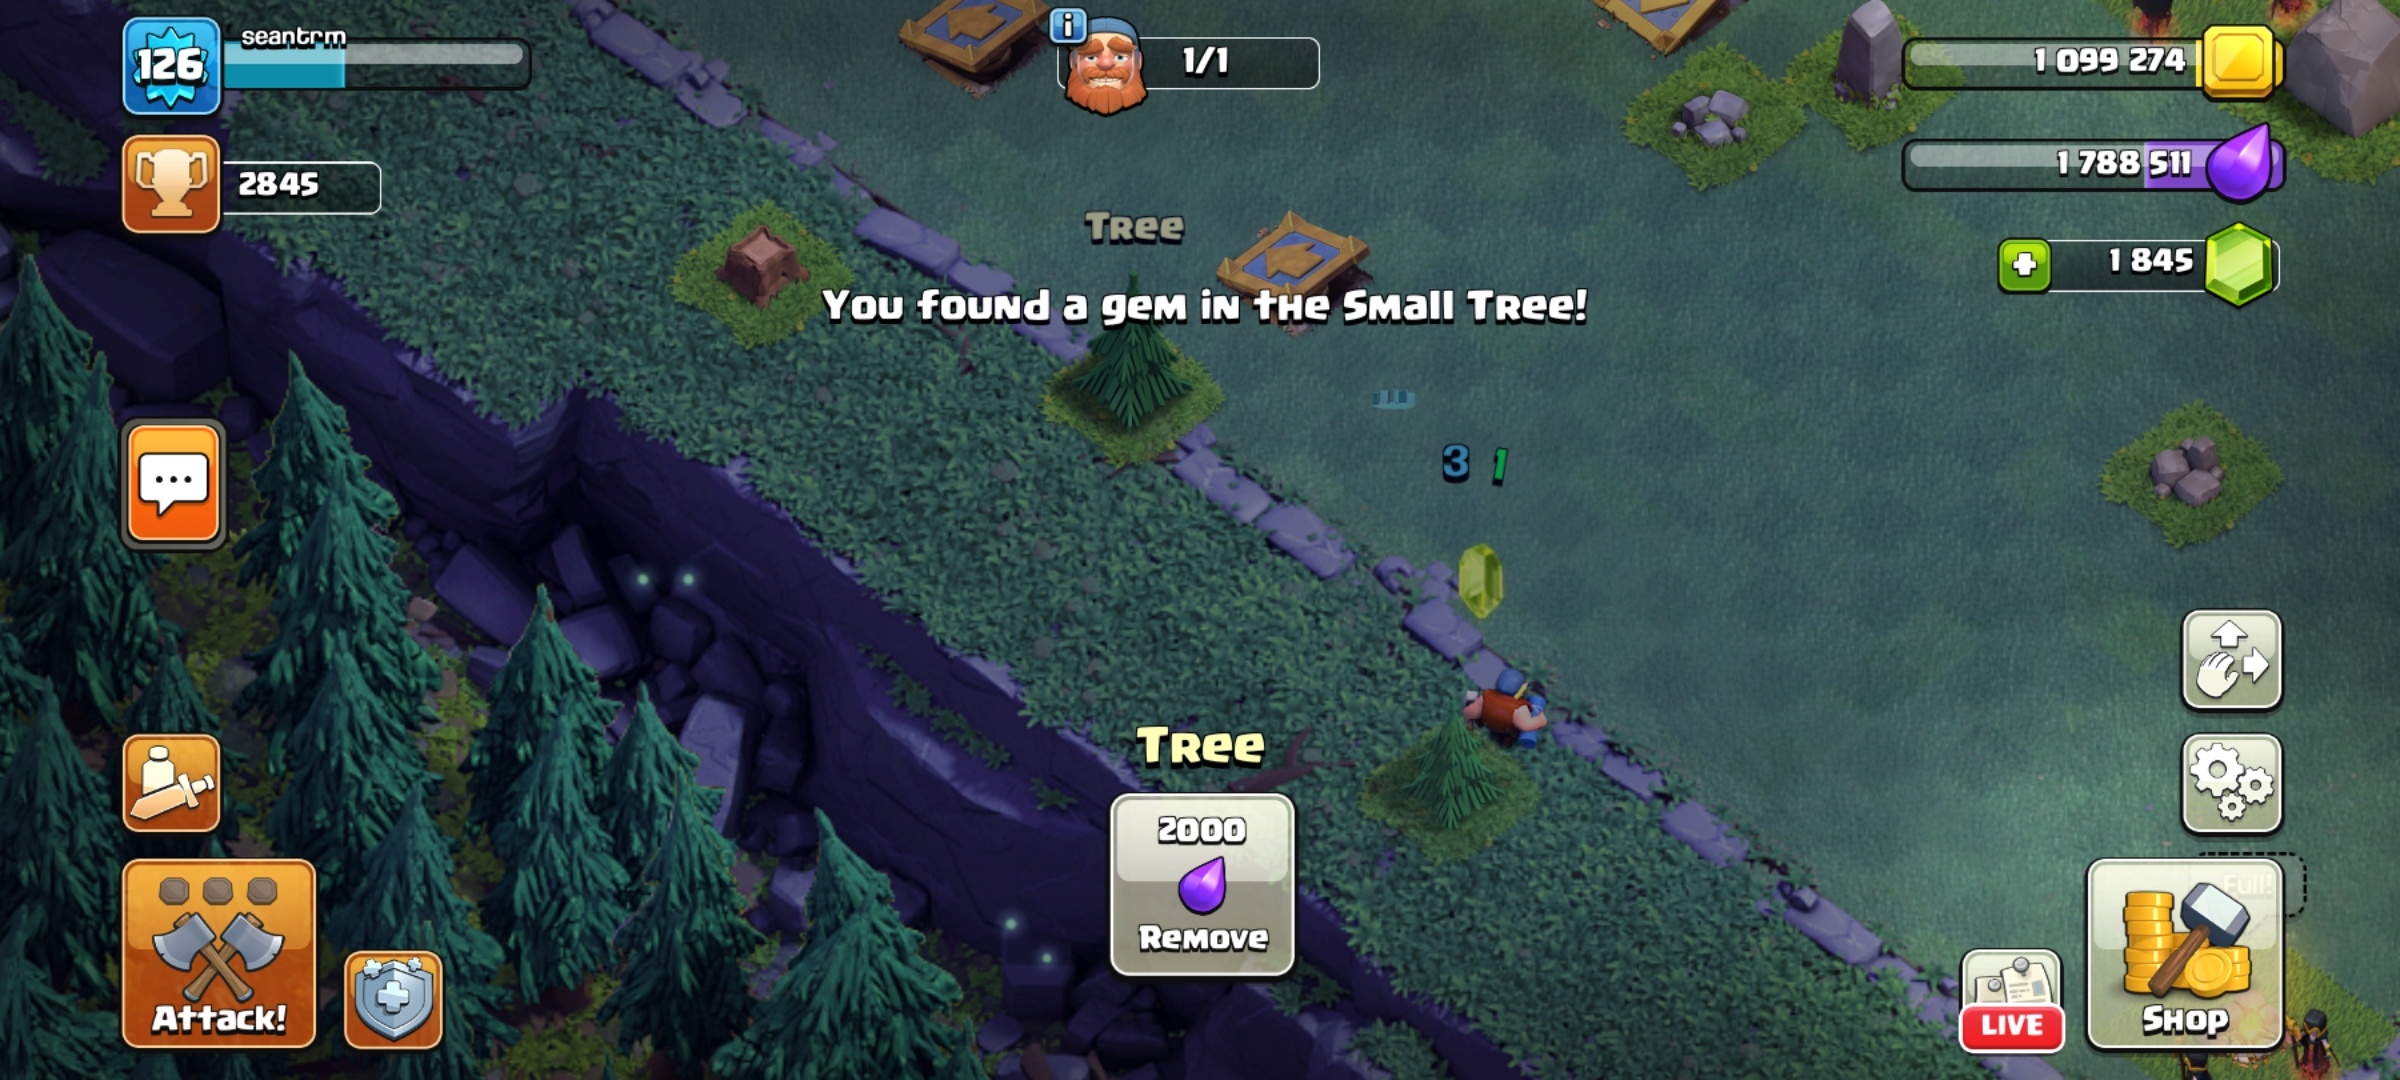 126
seantrm
1/1
1 099 274
2845
1 788 511
Tree
1 845
You found a gem in the Small Tree!
3 1
Tree
2000
Remove
Full!
Attack!
LIVE
Shop